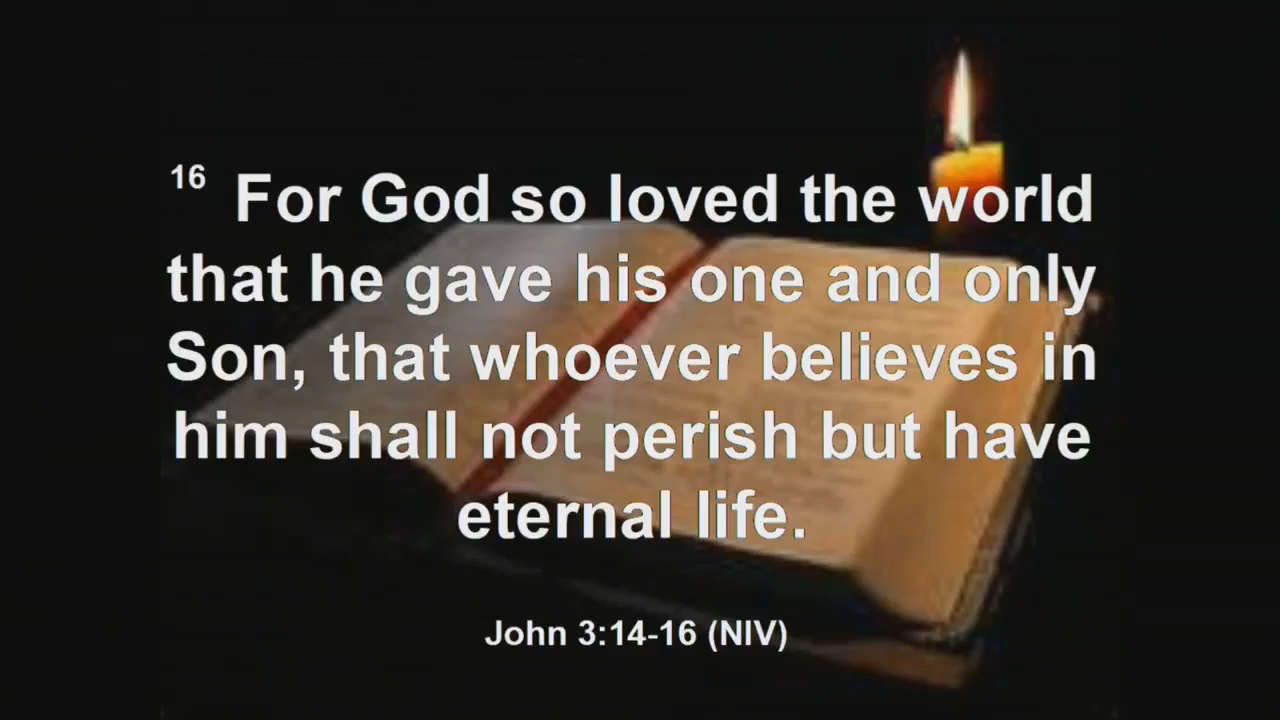 16 For God so loved the world
that he gave his one and only
Son, that whoever believes in
him shall not perish but have
eternal life.
John 3:14-16 (NIV)